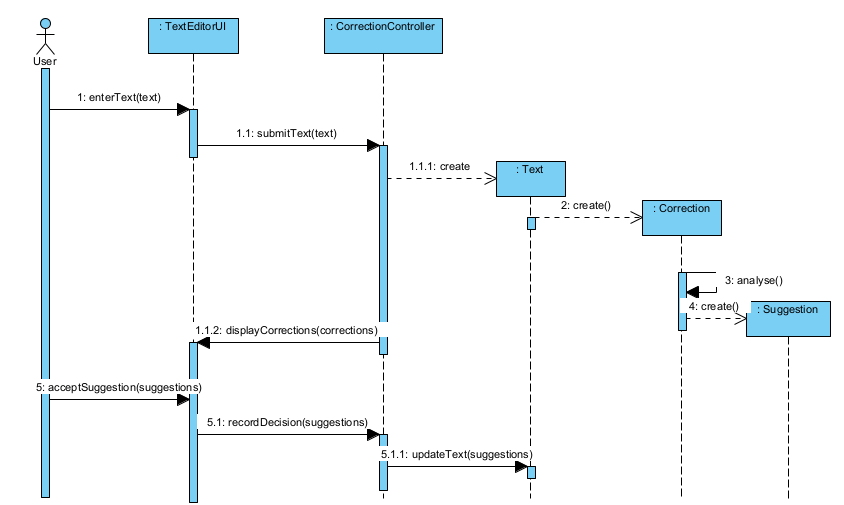 : TextEditorUI
: CorrectionController
User
1: enterText(text)
1.1: submitText(text)
1.1.1: create
: Text
2: create()
: Correction
3: analyse()
4: create()
: Suggestion
1.1.2: displayCorrections(corrections)
5: acceptSuggestion(suggestions)
5.1: recordDecision(suggestions)
5.1.1: updateText(suggestions)